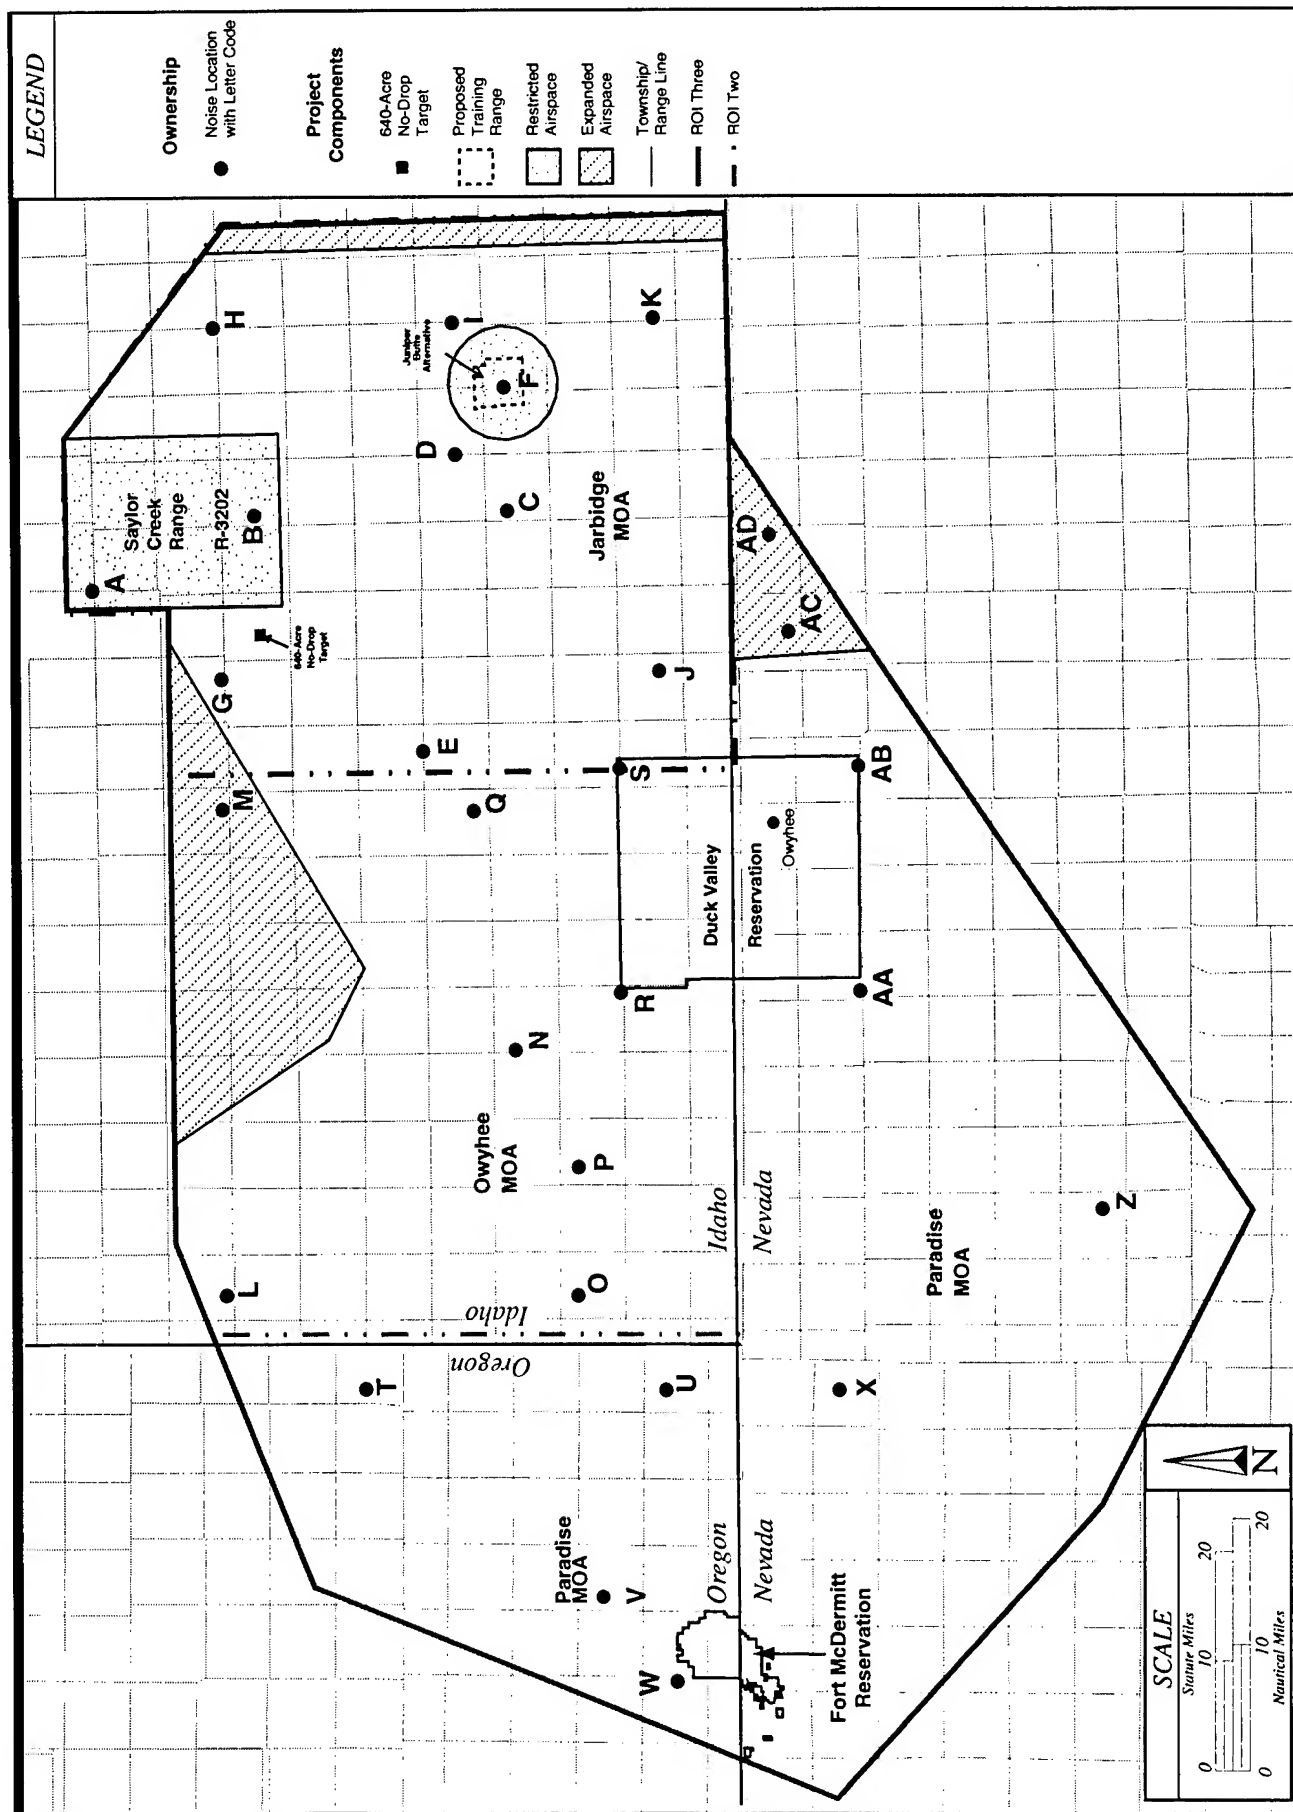 LEGEND
Ownership
Noise Location
with Letter Code
Project
Components
640-Acre
No-Drop
Target
Proposed
Training
Range
Restricted
Airspace
Expanded
Airspace
Township/
Range Line
ROI Three
ROI Two
A
Saylor
Creek
Range
R-3202
B
H
640-Acre
No-Drop
Target
G
M
L
I
Juniper
Butte
Alternative
F
D
C
E
Q
N
T
Jarbidge
MOA
K
J
S
R
P
O
Owyhee
MOA
Idaho
Oregon
U
V
W
Paradise
MOA
Duck Valley
Reservation
Owyhee
Idaho
Nevada
Oregon
Nevada
AD
AC
AB
AA
X
Z
Paradise
MOA
Fort McDermitt
Reservation
SCALE
Statute Miles
0
10
20
0
10
20
Nautical Miles
N